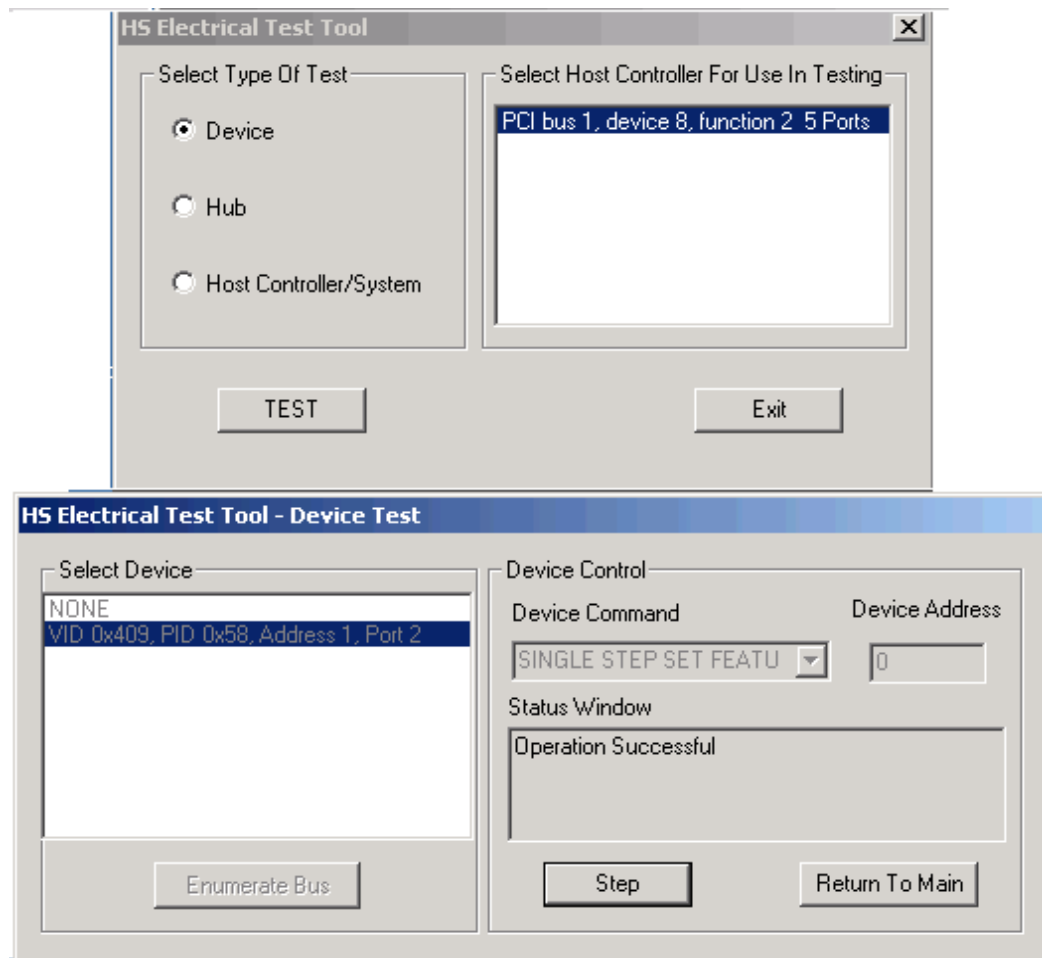 HS Electrical Test Tool
Select Type Of Test
Device
Hub
Host Controller/System
Select Host Controller For Use In Testing
PCI bus 1, device 8, function 2 5 Ports
TEST
Exit
HS Electrical Test Tool - Device Test
Select Device
NONE
VID 0x409, PID 0x58, Address 1, Port 2
Enumerate Bus
Device Control
Device Command
Device Address
SINGLE STEP SET FEATU
0
Status Window
Operation Successful
Step
Return To Main